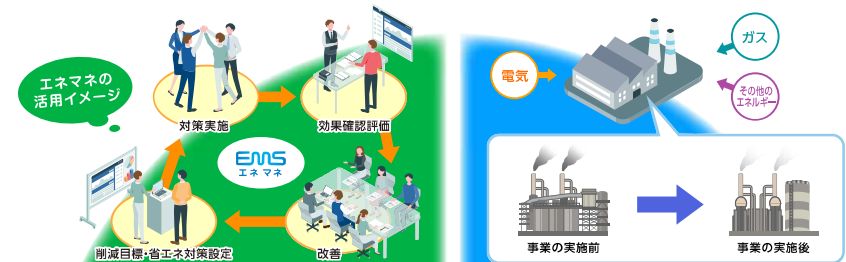 エネマネの
活用イメージ
対策実施
効果確認評価
EMS
エネマネ
削減目標・省エネ対策設定
改善
電気
ガス
その他の
エネルギー
事業の実施前
事業の実施後